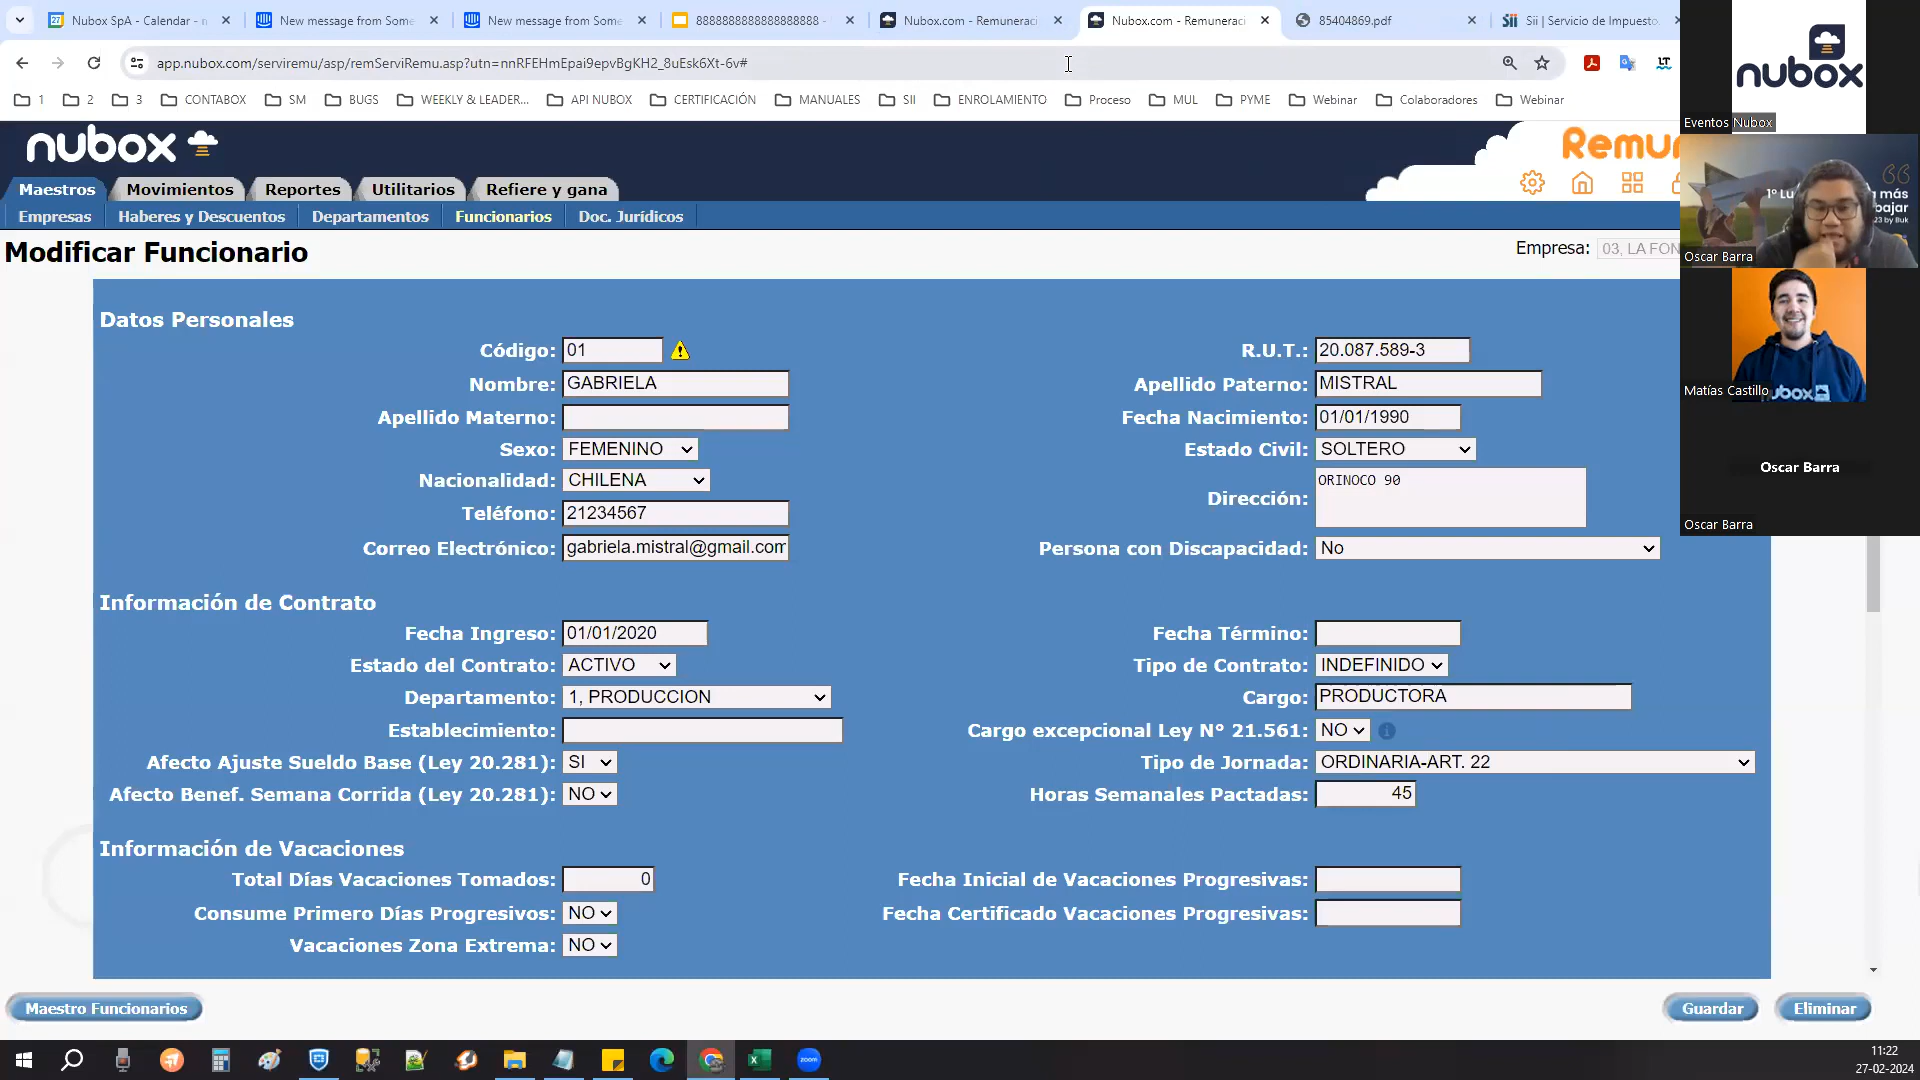 Nubox SpA - Calendar - n
New message from Some
New message from Some
8888888888888888888 -
Nubox.com - Remuneraci
Nubox.com - Remuneraci
85404869.pdf
Sii | Servicio de Impuesto
app.nubox.com/serviremu/asp/remServiRemu.asp?utn=nnRFEHmEpai9epvBgKH2_8uEsk6Xt-6v#
1
2
3
CONTABOX
SM
BUGS
WEEKLY & LEADER...
API NUBOX
CERTIFICACIÓN
MANUALES
SII
ENROLAMIENTO
Proceso
MUL
PYME
Webinar
Colaboradores
Webinar
nubox
Remu
Maestros
Movimientos
Reportes
Utilitarios
Refiere y gana
Empresas
Haberes y Descuentos
Departamentos
Funcionarios
Doc. Jurídicos
Modificar Funcionario
Empresa: 03, LA FON
Datos Personales
Código: 01
R.U.T.: 20.087.589-3
Nombre: GABRIELA
Apellido Paterno: MISTRAL
Apellido Materno:
Fecha Nacimiento: 01/01/1990
Sexo: FEMENINO
Estado Civil: SOLTERO
Nacionalidad: CHILENA
Dirección: ORINOCO 90
Teléfono: 21234567
Correo Electrónico: gabriela.mistral@gmail.com
Persona con Discapacidad: No
Información de Contrato
Fecha Ingreso: 01/01/2020
Fecha Término:
Estado del Contrato: ACTIVO
Tipo de Contrato: INDEFINIDO
Departamento: 1, PRODUCCION
Cargo: PRODUCTORA
Establecimiento:
Cargo excepcional Ley N° 21.561: NO
Afecto Ajuste Sueldo Base (Ley 20.281): SI
Tipo de Jornada: ORDINARIA-ART. 22
Afecto Benef. Semana Corrida (Ley 20.281): NO
Horas Semanales Pactadas: 45
Información de Vacaciones
Total Días Vacaciones Tomados: 0
Fecha Inicial de Vacaciones Progresivas:
Consume Primero Días Progresivos: NO
Fecha Certificado Vacaciones Progresivas:
Vacaciones Zona Extrema: NO
Maestro Funcionarios
Guardar
Eliminar
nubox
Eventos Nubox
1º Lu
más
bajar
23 by Buk
Oscar Barra
nubox
Matías Castillo
Oscar Barra
Oscar Barra
zoom
11:22
27-02-2024